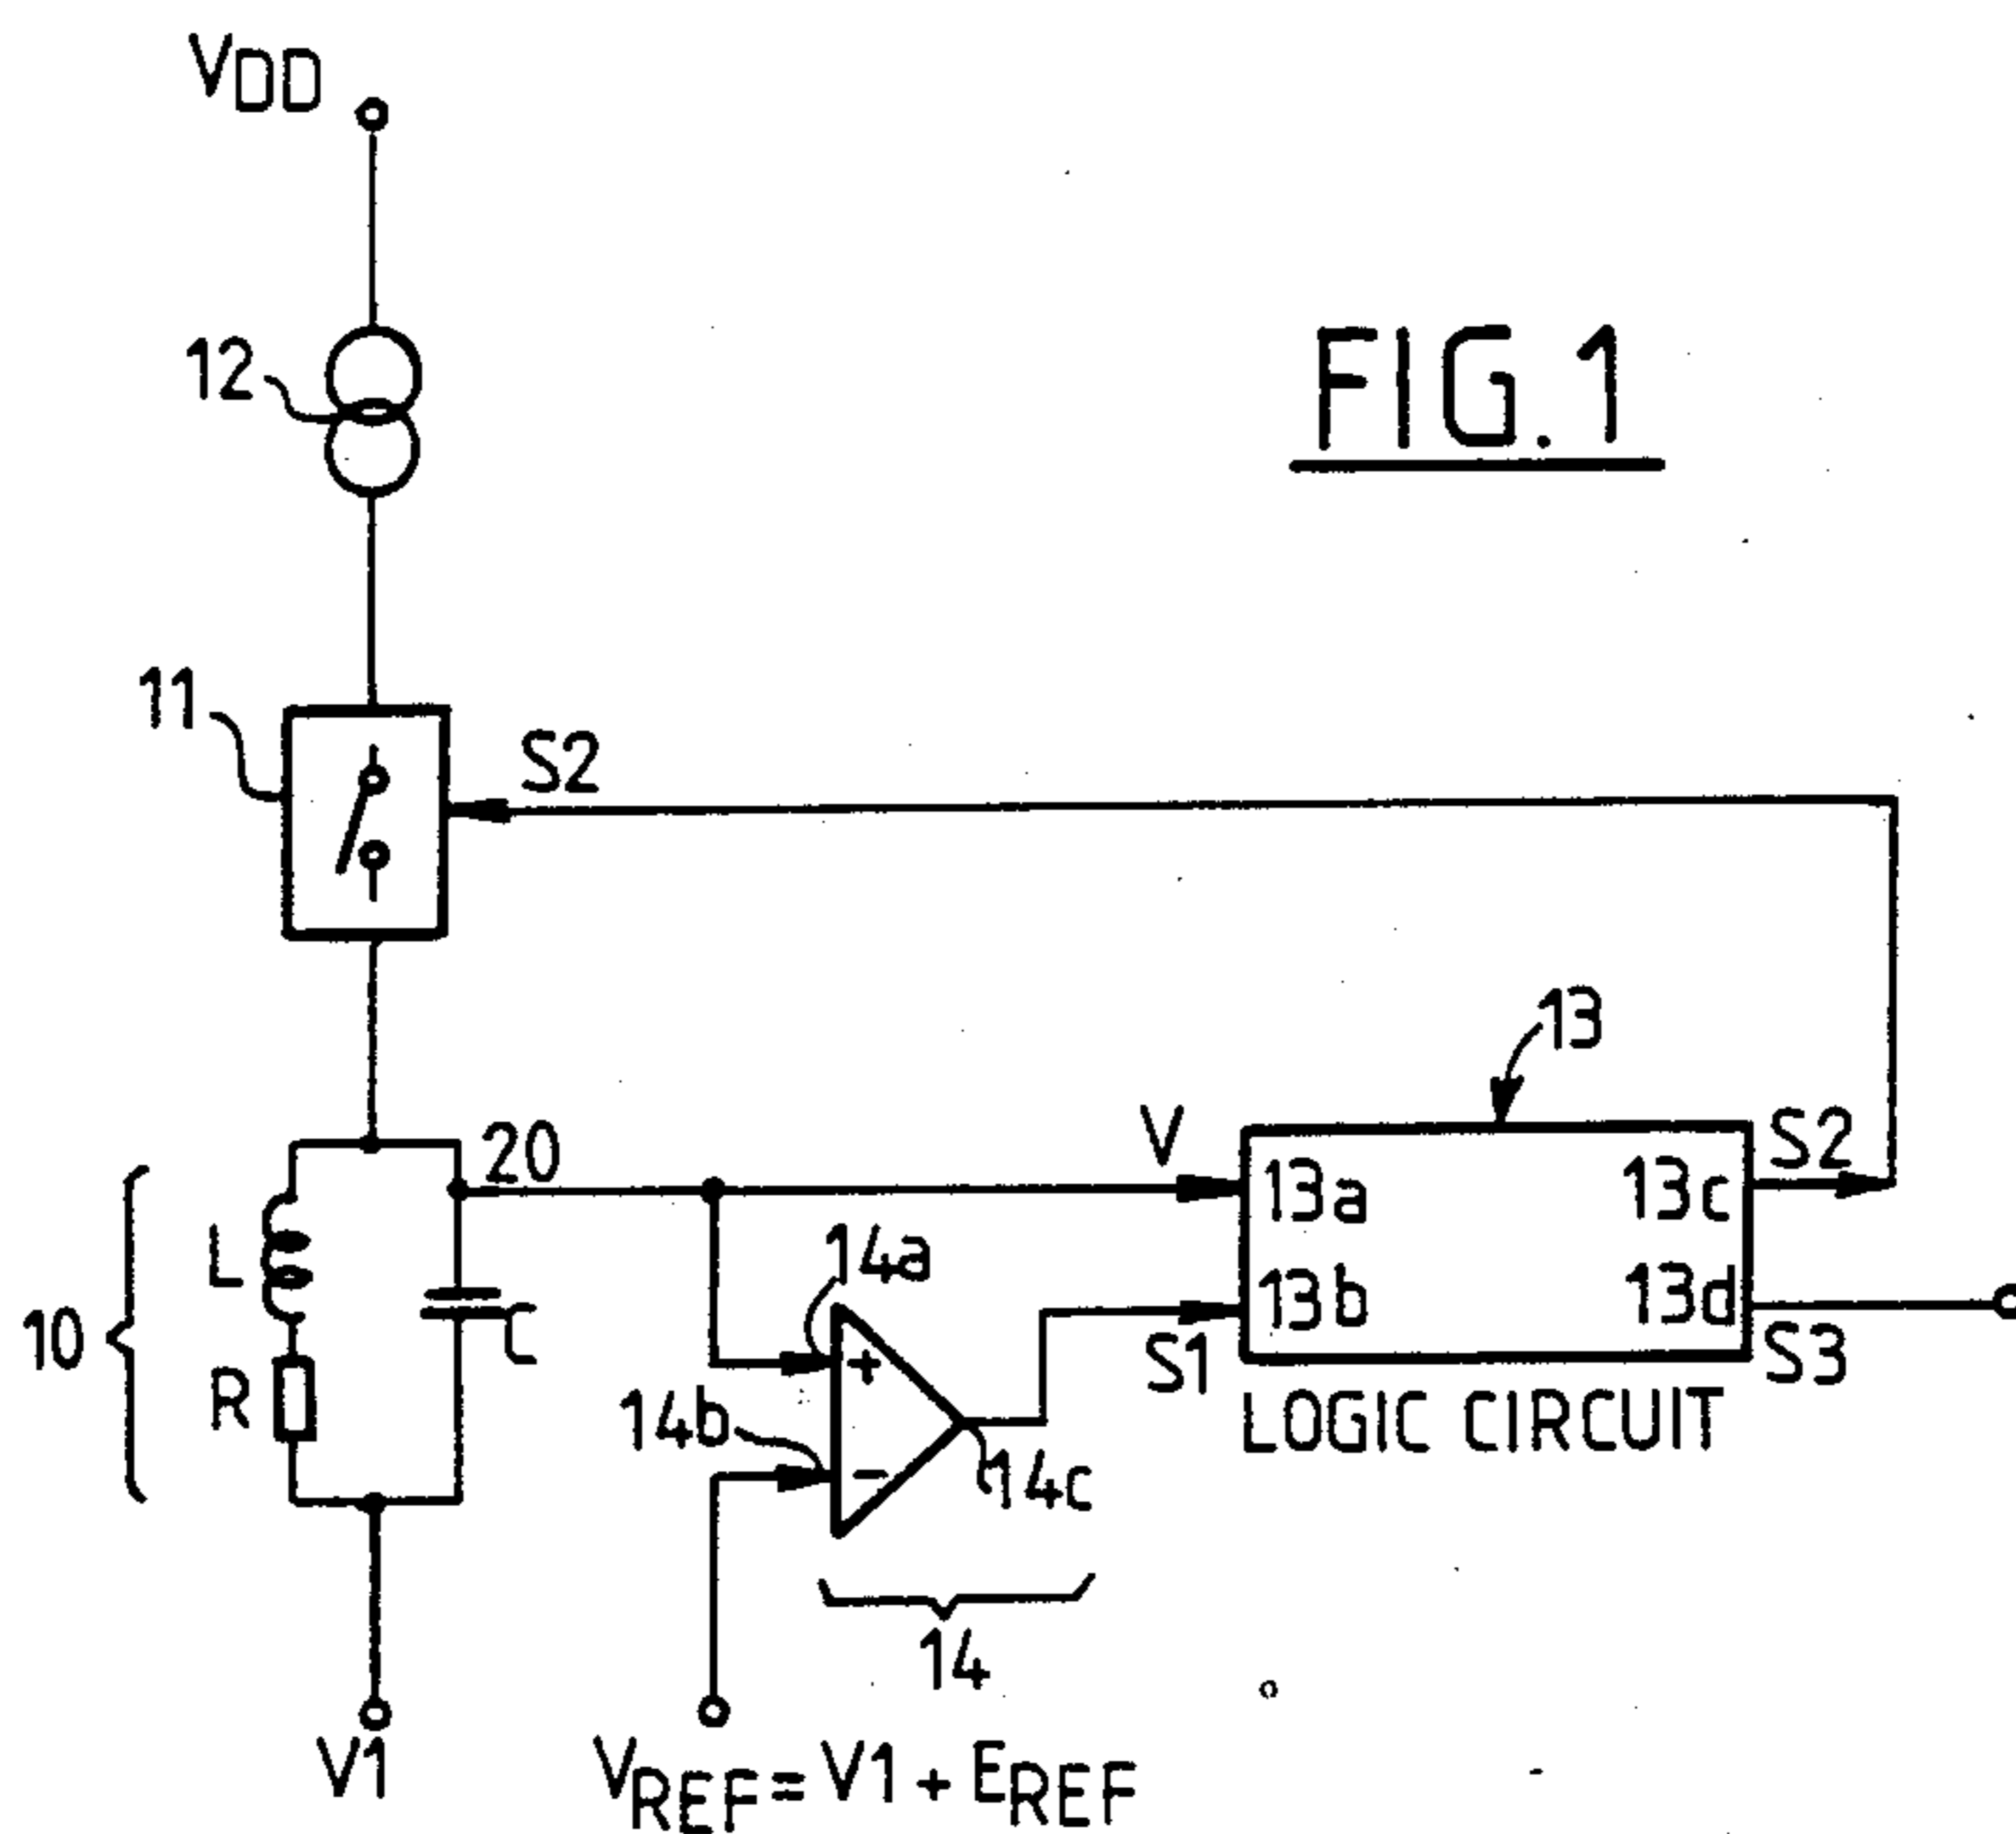 VDD
12
FIG.1
11
S2
13
20
V
S2
13a
13c
L
14a
10
C
13b
13d
R
S1
S3
14b
+
LOGIC CIRCUIT
−
14c
14
V1
VREF = V1 + EREF